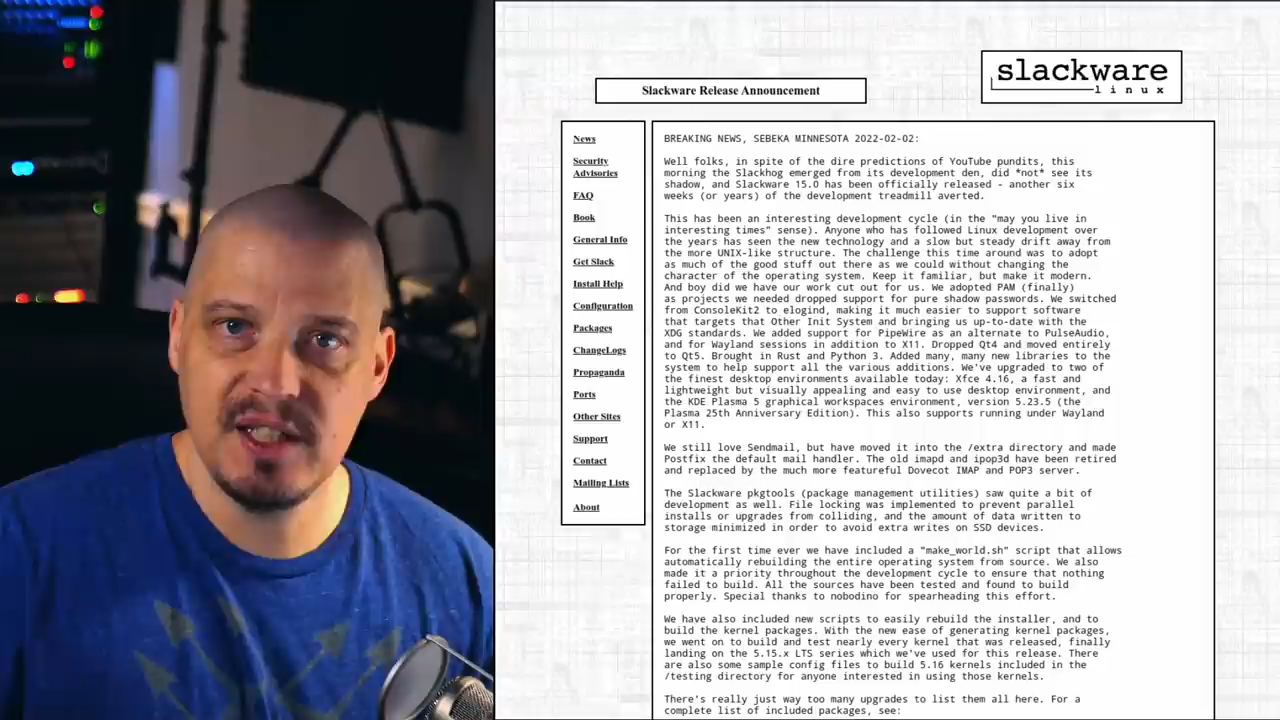 slackware
linux
Slackware Release Announcement
News
Security
Advisories
FAQ
Book
General Info
Get Slack
Install Help
Configuration
Packages
ChangeLogs
Propaganda
Ports
Other Sites
Support
Contact
Mailing Lists
About
BREAKING NEWS, SEBEKA MINNESOTA 2022-02-02:
Well folks, in spite of the dire predictions of YouTube pundits, this
morning the Slackhog emerged from its development den, did *not* see its
shadow, and Slackware 15.0 has been officially released - another six
weeks (or years) of the development treadmill averted.
This has been an interesting development cycle (in the "may you live in
interesting times" sense). Anyone who has followed Linux development over
the years has seen the new technology and a slow but steady drift away from
the more UNIX-like structure. The challenge this time around was to adopt
as much of the good stuff out there as we could without changing the
character of the operating system. Keep it familiar, but make it modern.
And boy did we have our work cut out for us. We adopted PAM (finally)
as projects we needed dropped support for pure shadow passwords. We switched
from ConsoleKit2 to elogind, making it much easier to support software
that targets that Other Init System and bringing us up-to-date with the
XDG standards. We added support for PipeWire as an alternate to PulseAudio,
and for Wayland sessions in addition to X11. Dropped Qt4 and moved entirely
to Qt5. Brought in Rust and Python 3. Added many, many new libraries to the
system to help support all the various additions. We've upgraded to two of
the finest desktop environments available today: Xfce 4.16, a fast and
lightweight but visually appealing and easy to use desktop environment, and
the KDE Plasma 5 graphical workspaces environment, version 5.23.5 (the
Plasma 25th Anniversary Edition). This also supports running under Wayland
or X11.
We still love Sendmail, but have moved it into the /extra directory and made
Postfix the default mail handler. The old imapd and ipop3d have been retired
and replaced by the much more featureful Dovecot IMAP and POP3 server.
The Slackware pkgtools (package management utilities) saw quite a bit of
development as well. File locking was implemented to prevent parallel
installs or upgrades from colliding, and the amount of data written to
storage minimized in order to avoid extra writes on SSD devices.
For the first time ever we have included a "make_world.sh" script that allows
automatically rebuilding the entire operating system from source. We also
made it a priority throughout the development cycle to ensure that nothing
failed to build. All the sources have been tested and found to build
properly. Special thanks to nobodino for spearheading this effort.
We have also included new scripts to easily rebuild the installer, and to
build the kernel packages. With the new ease of generating kernel packages,
we went on to build and test nearly every kernel that was released, finally
landing on the 5.15.x LTS series which we've used for this release. There
are also some sample config files to build 5.16 kernels included in the
/testing directory for anyone interested in using those kernels.
There's really just way too many upgrades to list them all here. For a
complete list of included packages, see: